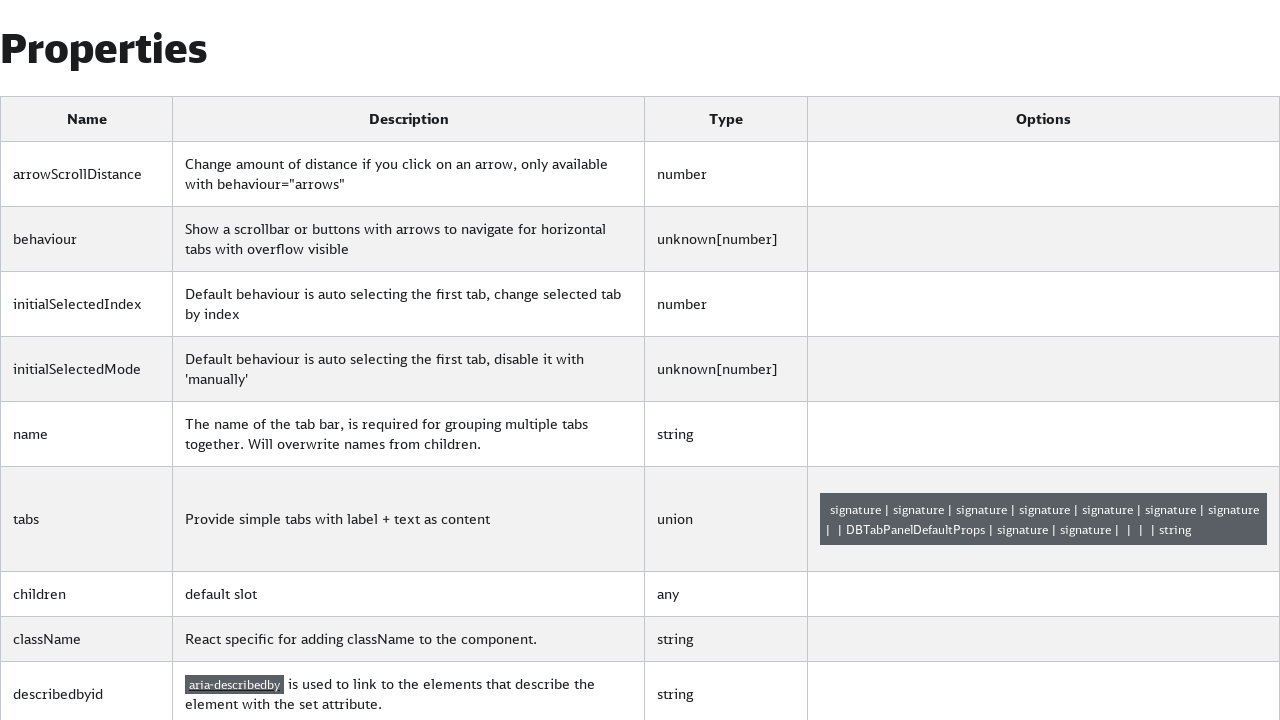 Properties
Name Description Type Options
arrowScrollDistance Change amount of distance if you click on an arrow, only available with behaviour="arrows" number
behaviour Show a scrollbar or buttons with arrows to navigate for horizontal tabs with overflow visible unknown[number]
initialSelectedIndex Default behaviour is auto selecting the first tab, change selected tab by index number
initialSelectedMode Default behaviour is auto selecting the first tab, disable it with 'manually' unknown[number]
name The name of the tab bar, is required for grouping multiple tabs together. Will overwrite names from children. string
tabs Provide simple tabs with label + text as content union signature | signature | signature | signature | signature | signature | signature | | DBTabPanelDefaultProps | signature | signature | | | | string
children default slot any
className React specific for adding className to the component. string
describedbyid aria-describedby is used to link to the elements that describe the element with the set attribute. string